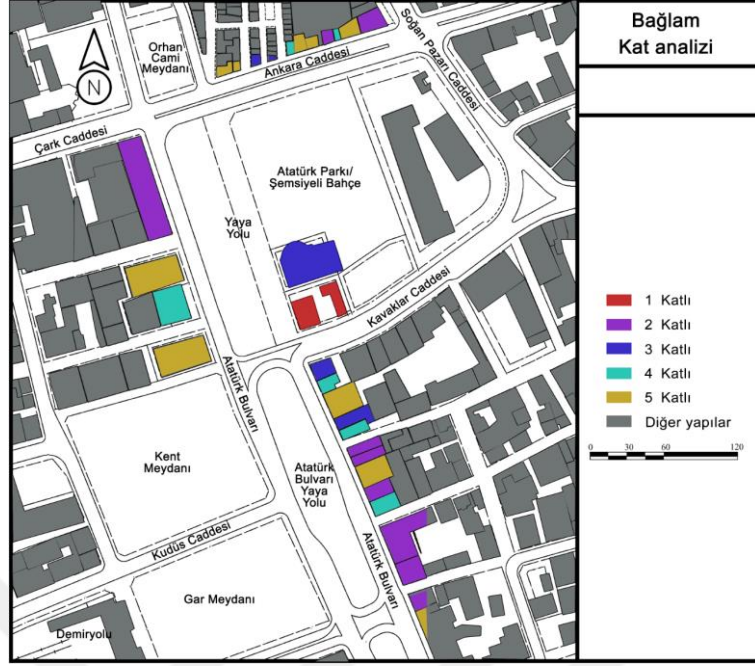 Bağlam
Kat analizi
Orhan
Cami
Meydanı
N
Ankara Caddesi
Soğan Pazarı Caddesi
Çark Caddesi
Atatürk Parkı/
Şemsiyeli Bahçe
Yaya
Yolu
Kavaklar Caddesi
Atatürk Bulvarı
Kent
Meydanı
Atatürk
Bulvarı
Yaya
Yolu
Kudüs Caddesi
Atatürk Bulvarı
Gar Meydanı
Demiryolu
1 Katlı
2 Katlı
3 Katlı
4 Katlı
5 Katlı
Diğer yapılar
0 30 60 120